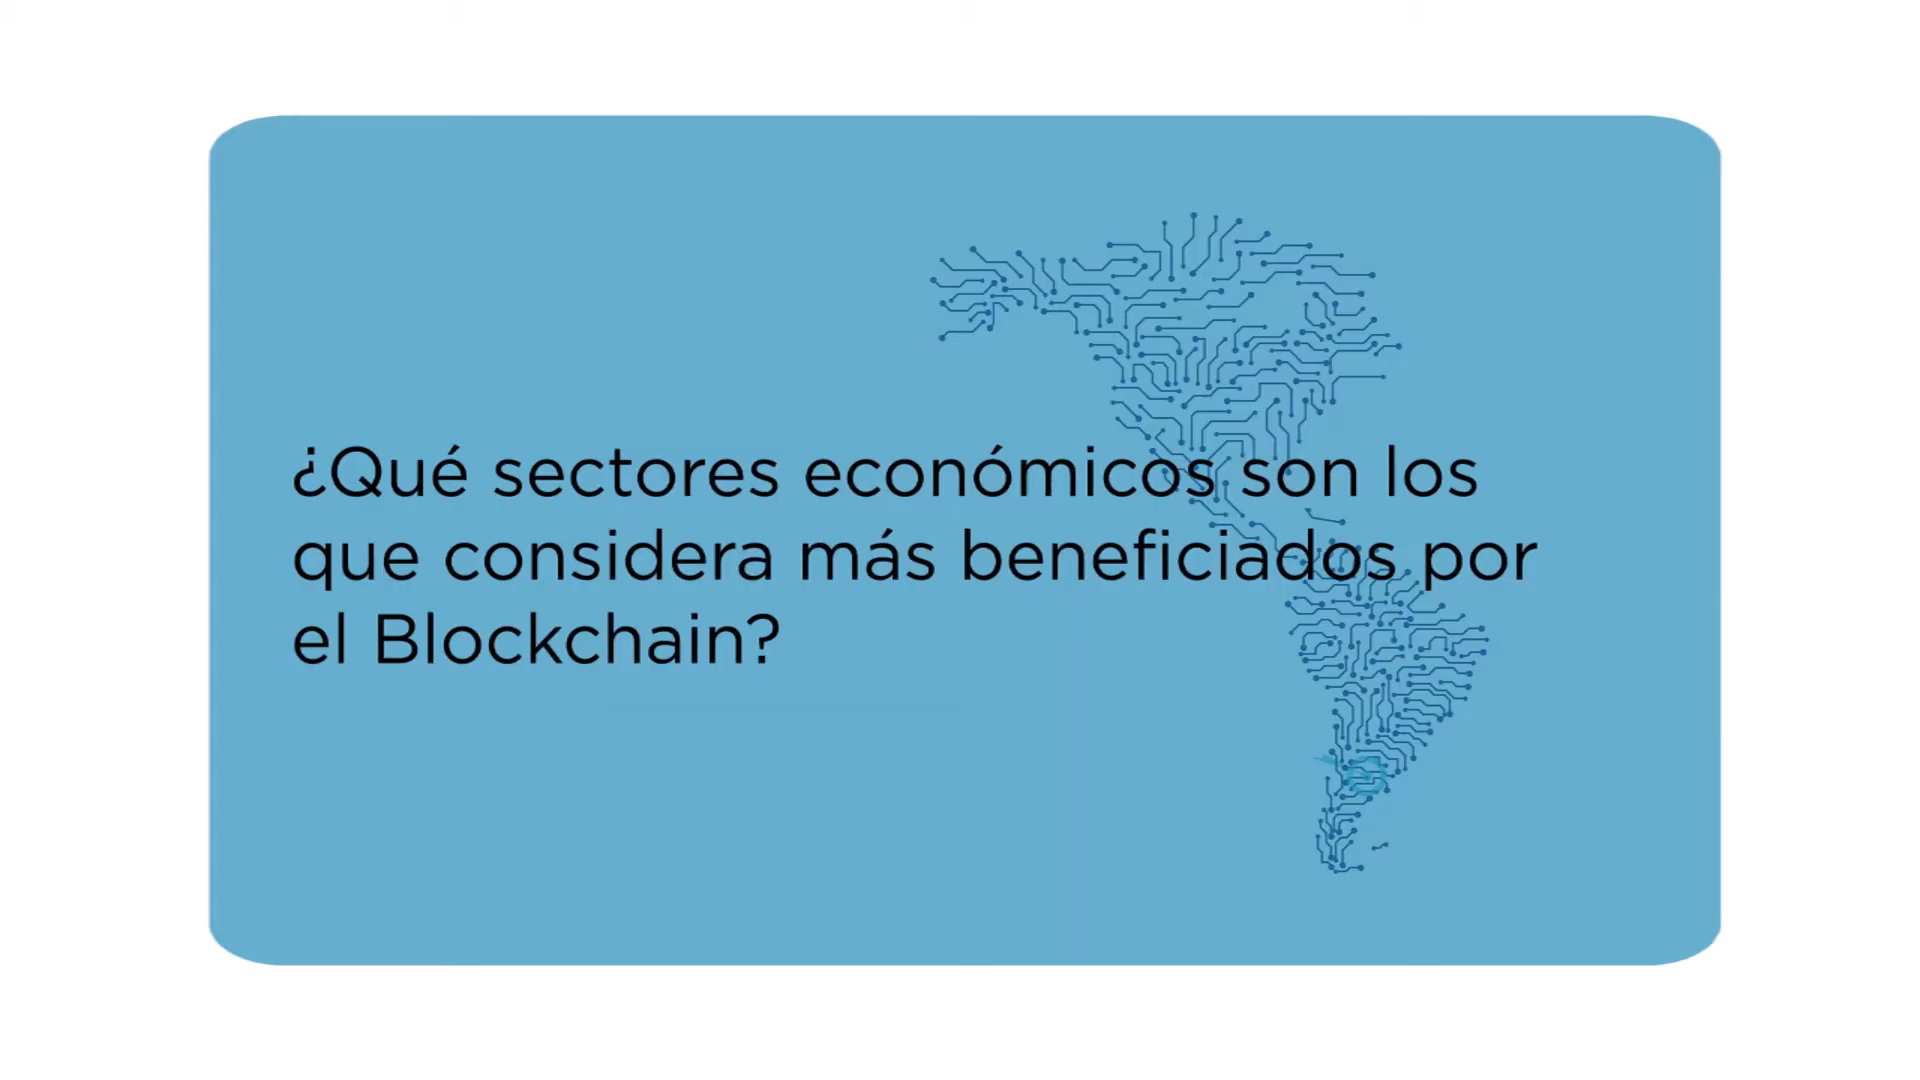 ¿Qué sectores económicos son los
que considera más beneficiados por
el Blockchain?